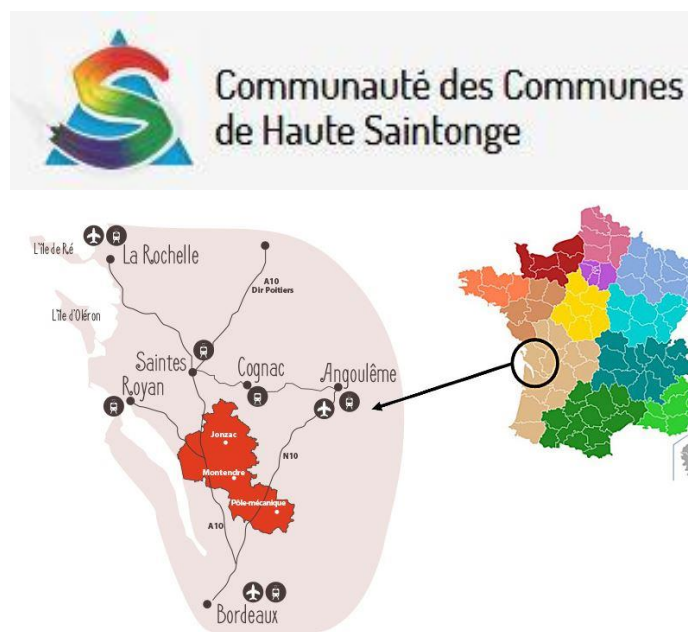 Communauté des Communes
de Haute Saintonge
L'île de Ré
La Rochelle
A10
Dir Poitiers
L'île d'Oléron
Saintes
Cognac
Angoulême
Royan
Jonzac
N10
Montendre
Pôle-mécanique
A10
Bordeaux